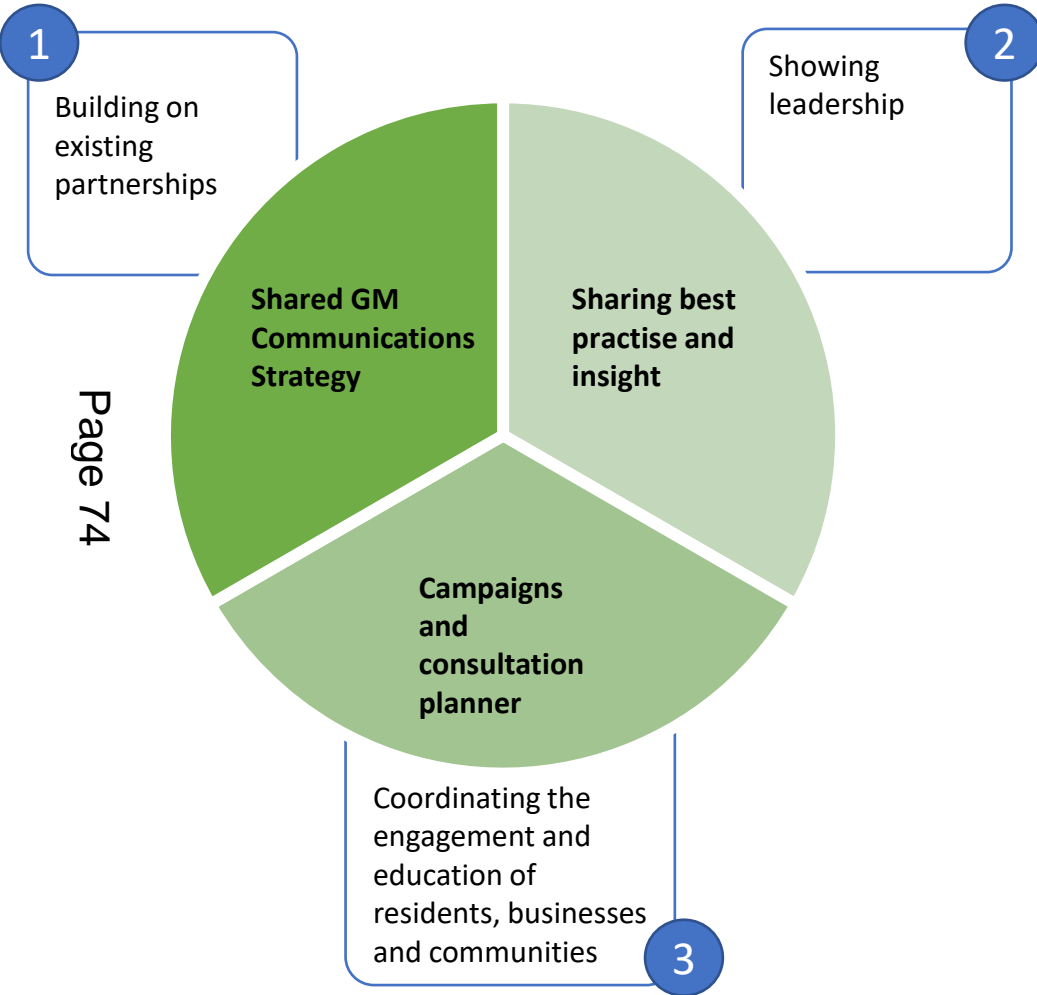 1
Building on
existing
partnerships
2
Showing
leadership
Shared GM
Communications
Strategy
Sharing best
practise and
insight
Page 74
Campaigns
and
consultation
planner
Coordinating the
engagement and
education of
residents, businesses
and communities
3